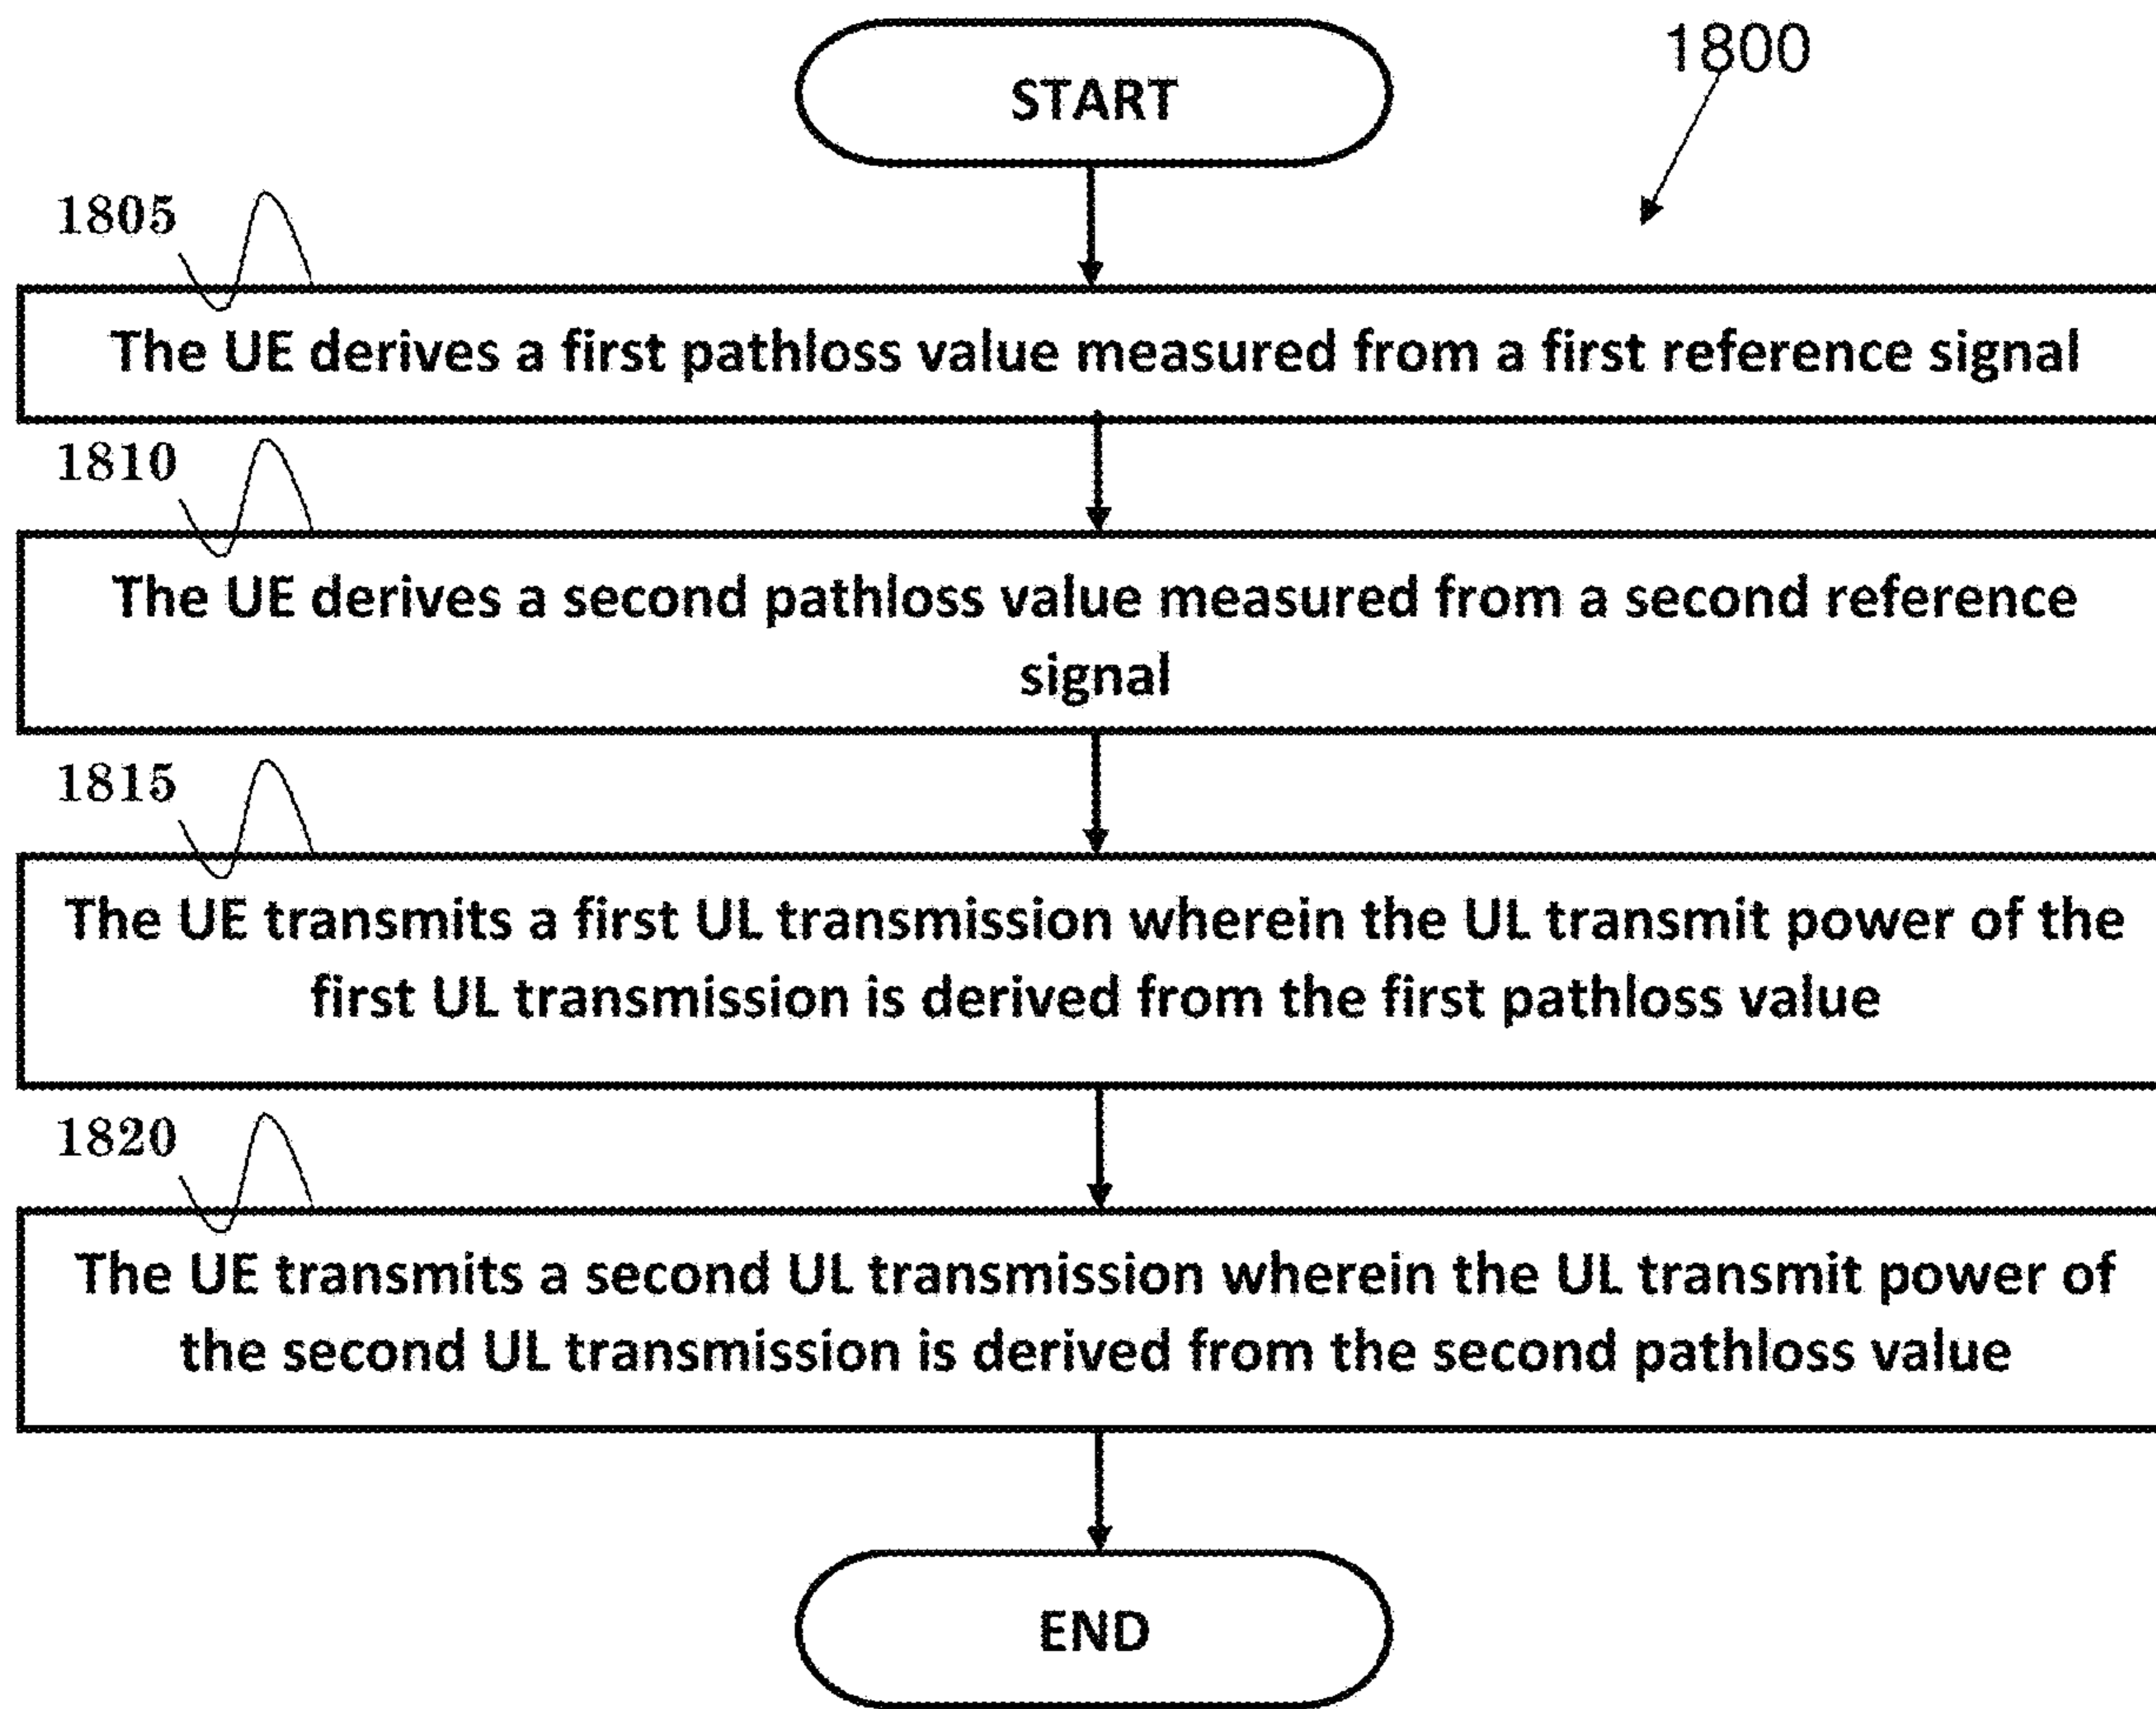 START
1800
1805
The UE derives a first pathloss value measured from a first reference signal
1810
The UE derives a second pathloss value measured from a second reference
signal
1815
The UE transmits a first UL transmission wherein the UL transmit power of the
first UL transmission is derived from the first pathloss value
1820
The UE transmits a second UL transmission wherein the UL transmit power of
the second UL transmission is derived from the second pathloss value
END